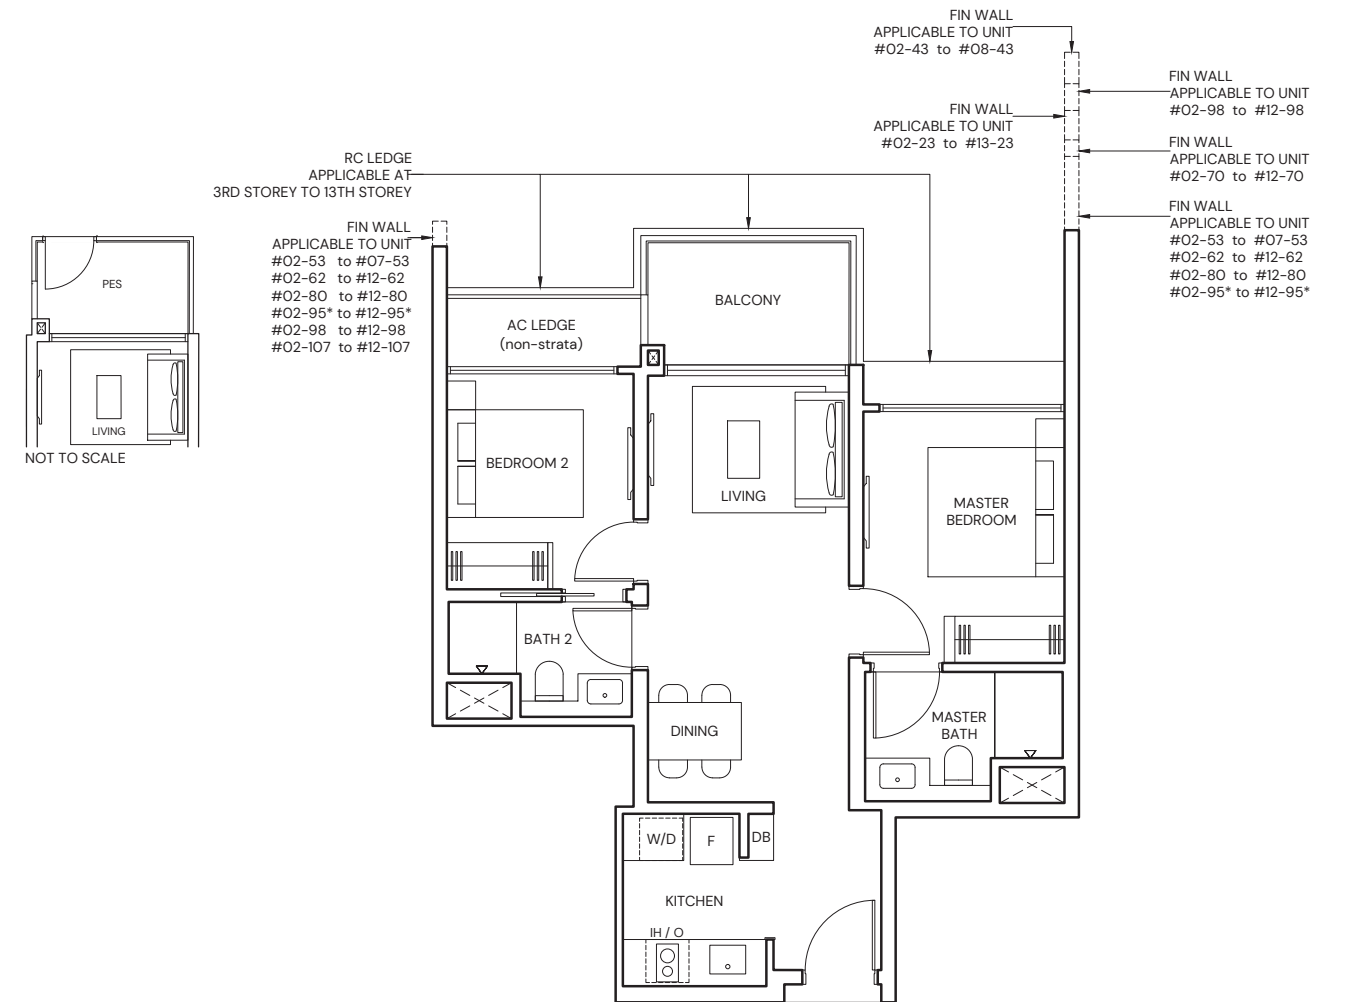 FIN WALL
APPLICABLE TO UNIT
#02-43 to #08-43
FIN WALL
APPLICABLE TO UNIT
#02-98 to #12-98
FIN WALL
APPLICABLE TO UNIT
#02-23 to #13-23
FIN WALL
APPLICABLE TO UNIT
#02-70 to #12-70
RC LEDGE
APPLICABLE AT
3RD STOREY TO 13TH STOREY
FIN WALL
APPLICABLE TO UNIT
#02-53 to #07-53
#02-62 to #12-62
#02-80 to #12-80
#02-95* to #12-95*
FIN WALL
APPLICABLE TO UNIT
#02-53 to #07-53
#02-62 to #12-62
#02-80 to #12-80
#02-95* to #12-95*
#02-98 to #12-98
#02-107 to #12-107
PES
LIVING
NOT TO SCALE
BALCONY
AC LEDGE
(non-strata)
BEDROOM 2
LIVING
MASTER
BEDROOM
BATH 2
DINING
MASTER
BATH
W/D
F
DB
KITCHEN
IH / O